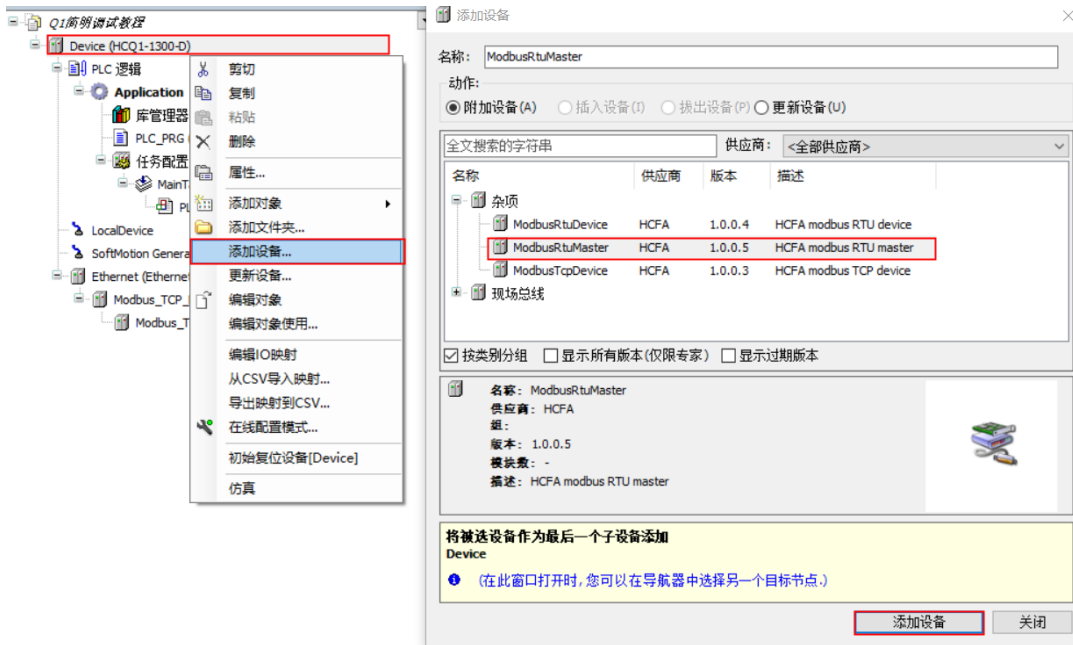 Q1简明调试教程
Device (HCQ1-1300-D)
PLC 逻辑
Application
库管理器
PLC_PRG
任务配置
MainT
PL
LocalDevice
SoftMotion Genera
Ethernet (Etherne
Modbus_TCP_
Modbus_T
剪切
复制
粘贴
删除
属性...
添加对象
添加文件夹...
添加设备...
更新设备...
编辑对象
编辑对象使用...
编辑IO映射
从CSV导入映射...
导出映射到CSV...
在线配置模式...
初始复位设备[Device]
仿真
添加设备
名称: ModbusRtuMaster
动作:
附加设备(A) 插入设备(I) 拔出设备(P) 更新设备(U)
全文搜索的字符串 供应商: <全部供应商>
名称 供应商 版本 描述
杂项
ModbusRtuDevice HCFA 1.0.0.4 HCFA modbus RTU device
ModbusRtuMaster HCFA 1.0.0.5 HCFA modbus RTU master
ModbusTcpDevice HCFA 1.0.0.3 HCFA modbus TCP device
现场总线
按类别分组 显示所有版本(仅限专家) 显示过期版本
名称: ModbusRtuMaster
供应商: HCFA
组:
版本: 1.0.0.5
模块数: -
描述: HCFA modbus RTU master
将被选设备作为最后一个子设备添加
Device
(在此窗口打开时,您可以在导航器中选择另一个目标节点.)
添加设备 关闭